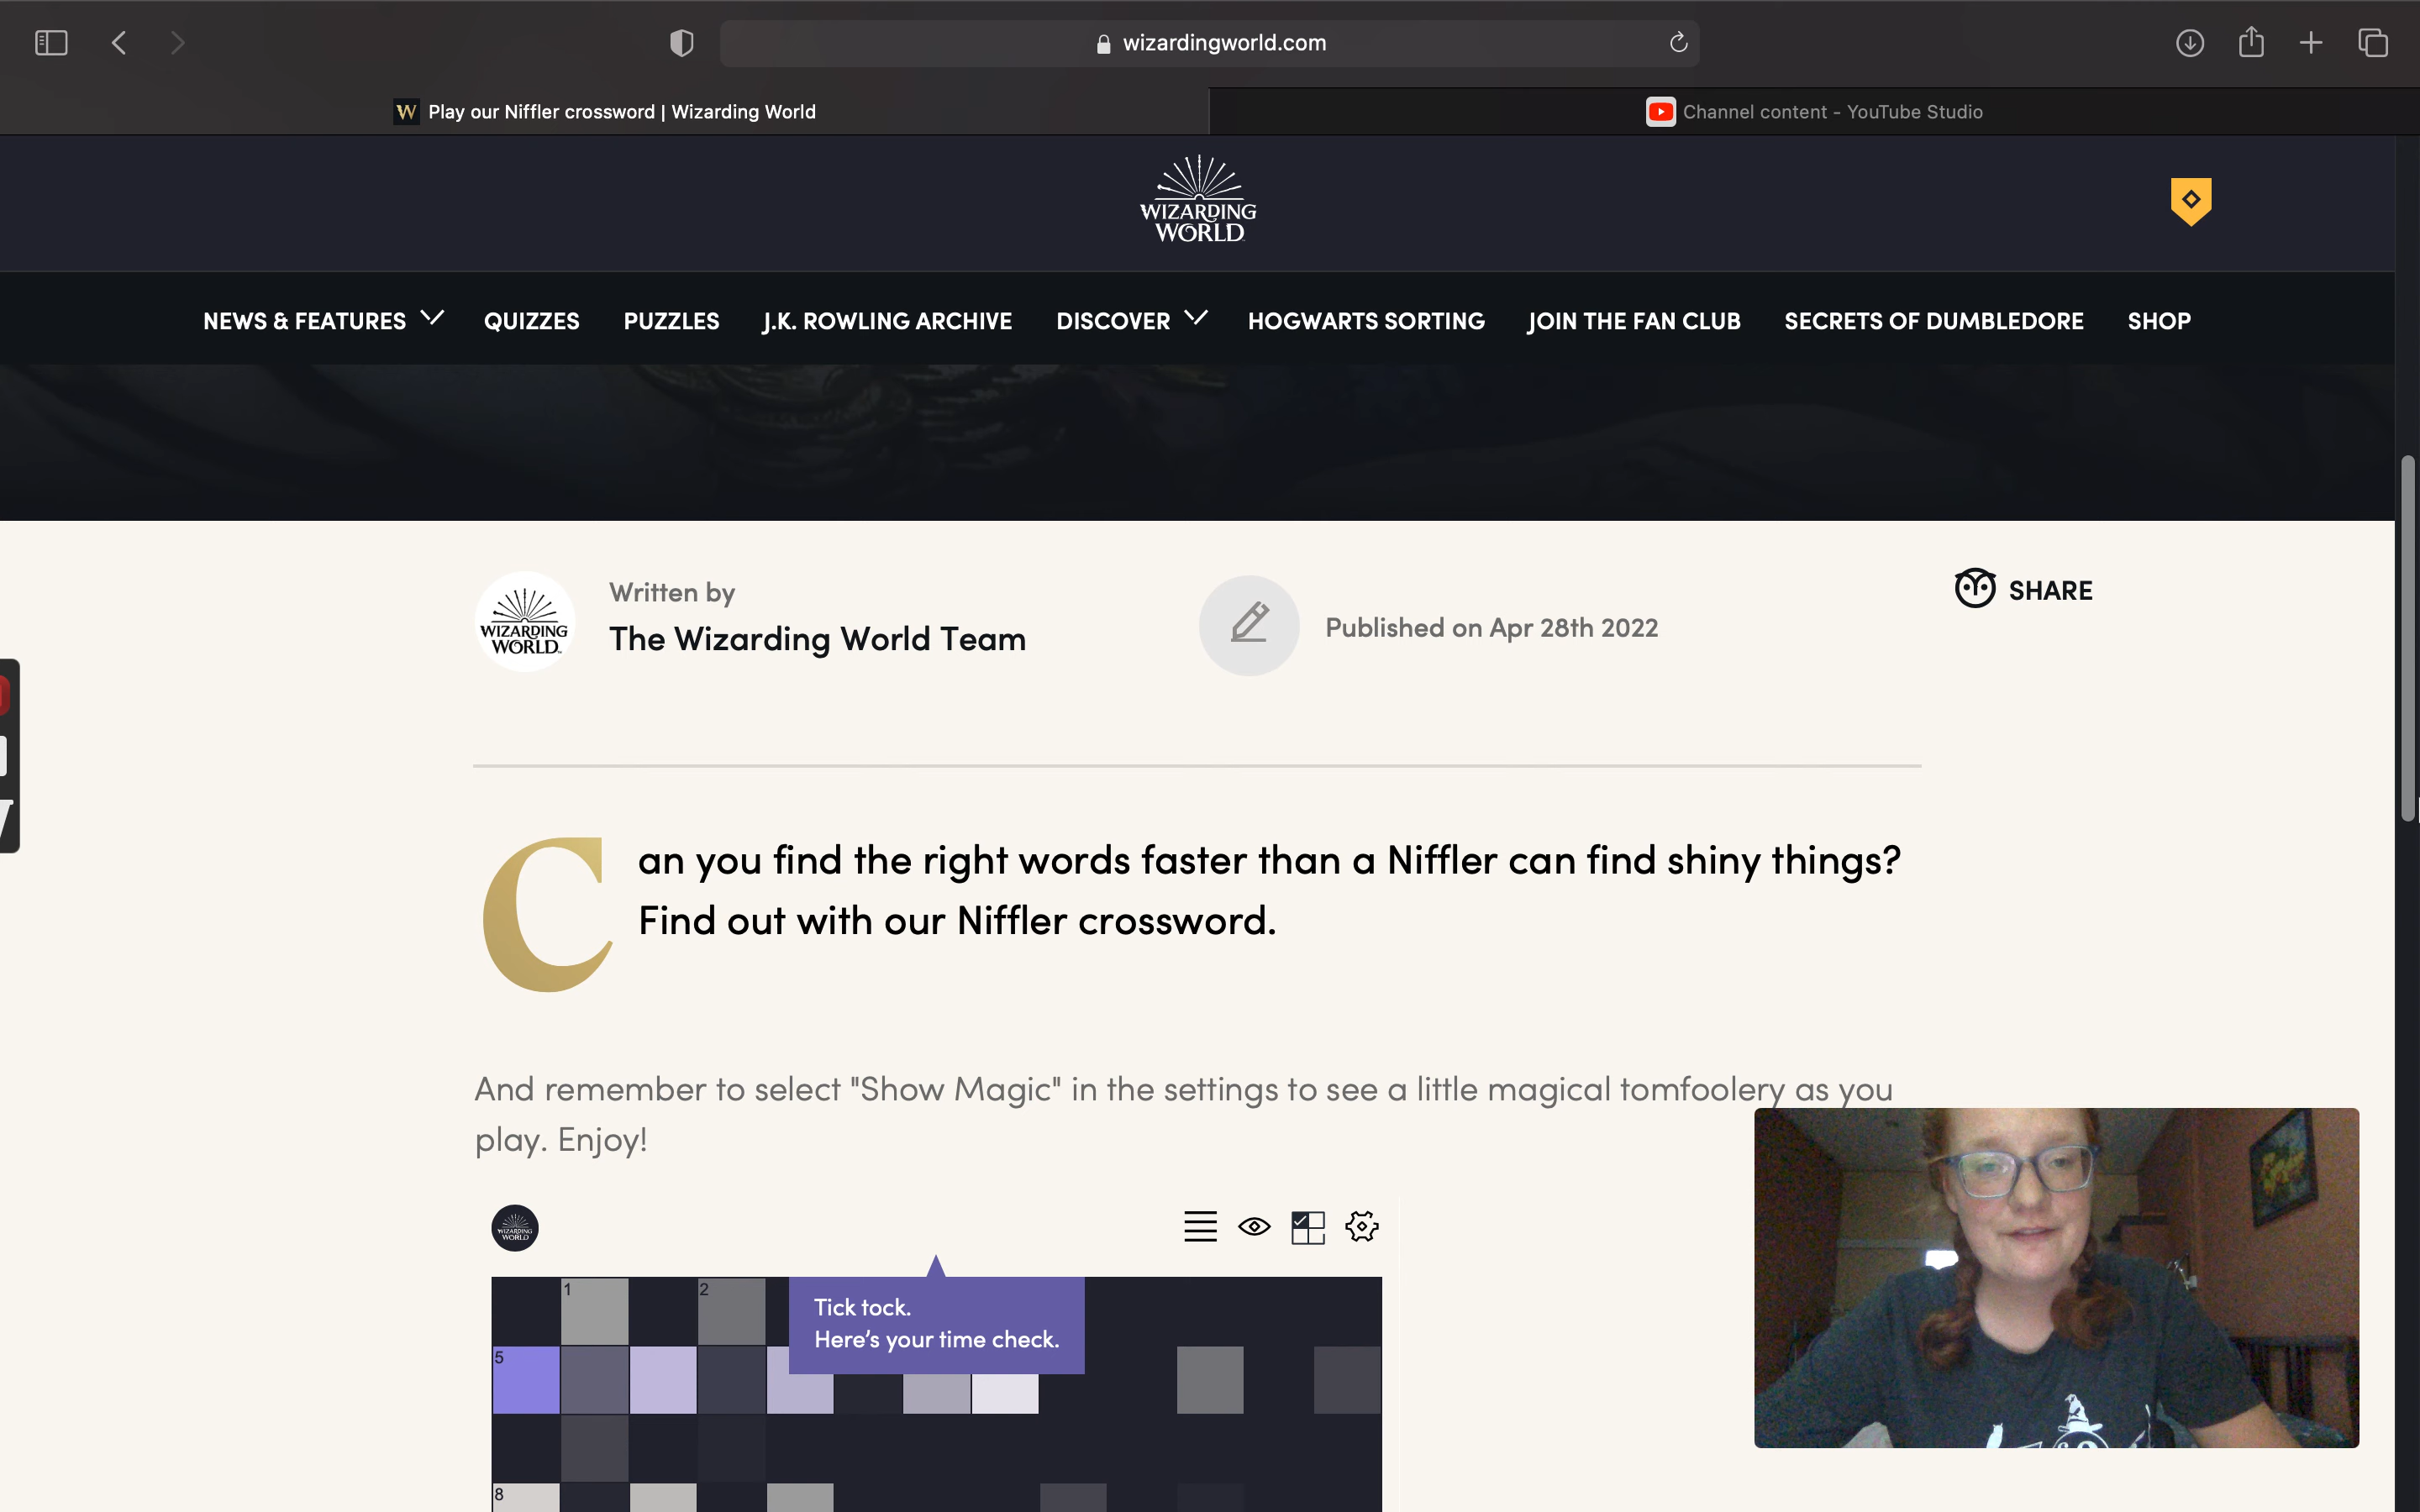 wizardingworld.com
Play our Niffler crossword | Wizarding World
Channel content - YouTube Studio
WIZARDING
WORLD
NEWS & FEATURES QUIZZES PUZZLES J.K. ROWLING ARCHIVE DISCOVER HOGWARTS SORTING JOIN THE FAN CLUB SECRETS OF DUMBLEDORE SHOP
Written by
The Wizarding World Team
WIZARDING
WORLD
Published on Apr 28th 2022
SHARE
Can you find the right words faster than a Niffler can find shiny things?
Find out with our Niffler crossword.
And remember to select "Show Magic" in the settings to see a little magical tomfoolery as you
play. Enjoy!
WIZARDING
WORLD
1 2
Tick tock.
Here's your time check.
5
8